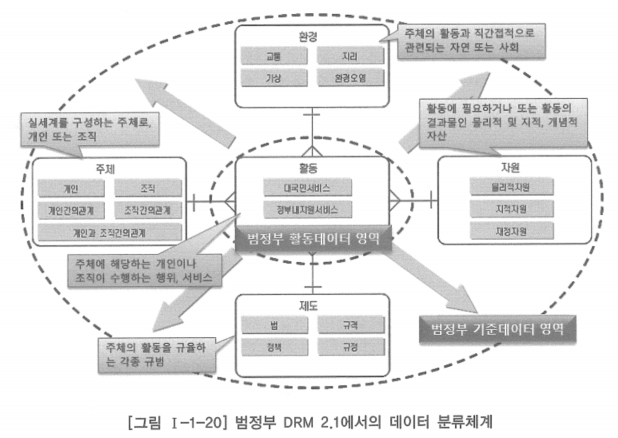 환경
교통
지리
기상
환경오염
주체의 활동과 직간접적으로
관련되는 자연 또는 사회
실세계를 구성하는 주체로,
개인 또는 조직
활동에 필요하거나 또는 활동의
결과물인 물리적 및 지적, 개념적
자산
주체
개인
조직
개인간의관계
조직간의관계
개인과 조직간의관계
활동
대국민서비스
정부내지원서비스
범정부 활동데이터 영역
자원
물리적자원
지적자원
재정자원
주체에 해당하는 개인이나
조직이 수행하는 행위, 서비스
제도
법
규격
정책
규정
범정부 기준데이터 영역
주체의 활동을 규율하
는 각종 규범
[그림 Ⅰ-1-20] 범정부 DRM 2.1에서의 데이터 분류체계